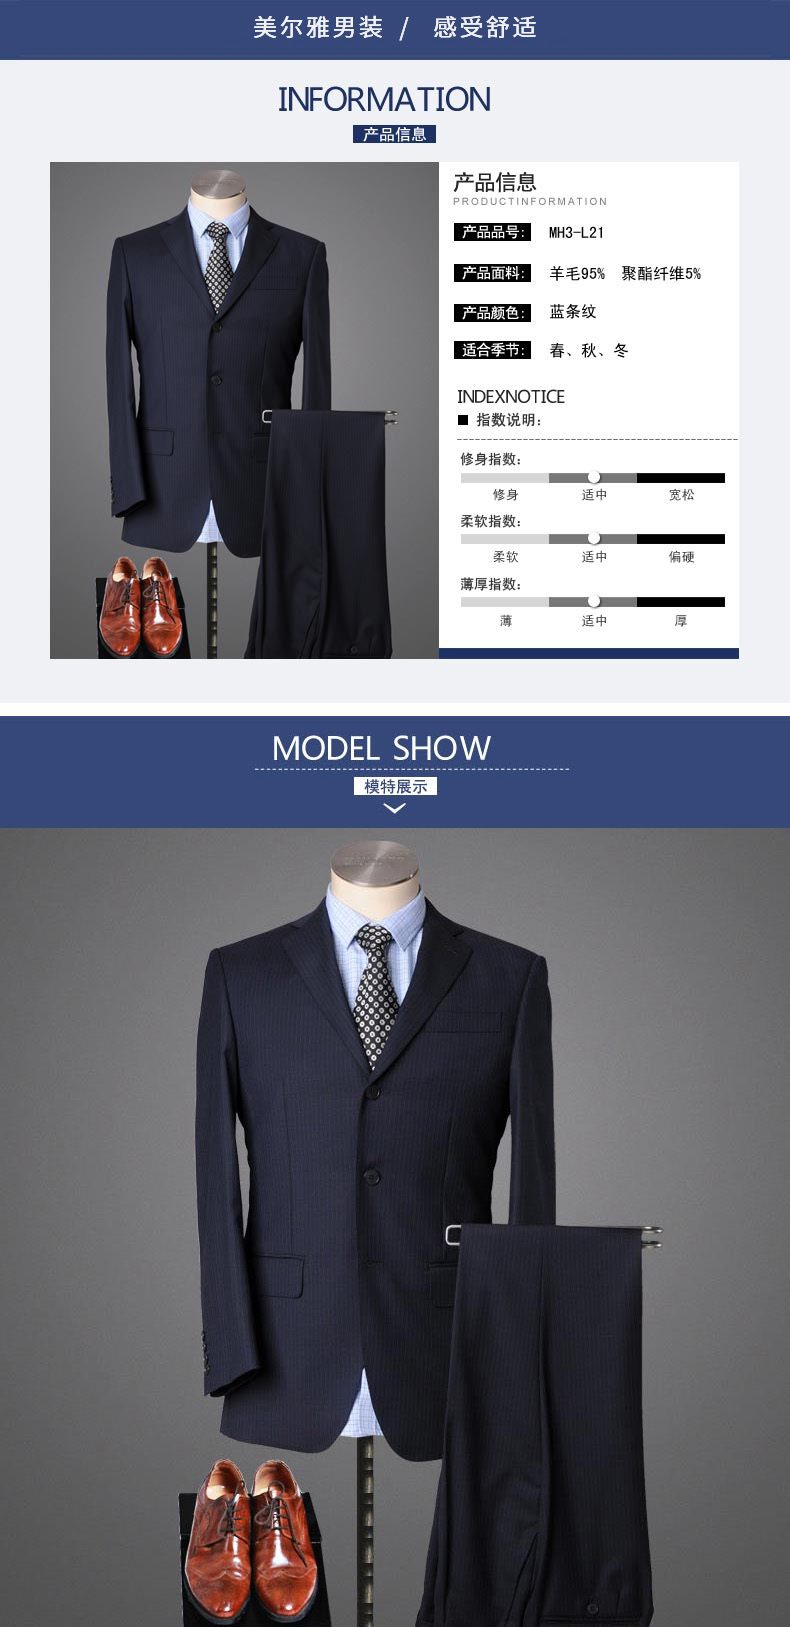 美尔雅男装 / 感受舒适
INFORMATION
产品信息
产品信息
PRODUCTINFORMATION
产品品号: MH3-L21
产品面料: 羊毛95% 聚酯纤维5%
产品颜色: 蓝条纹
适合季节: 春、秋、冬
INDEXNOTICE
■ 指数说明:
修身指数:
修身 适中 宽松
柔软指数:
柔软 适中 偏硬
薄厚指数:
薄 适中 厚
MODEL SHOW
模特展示